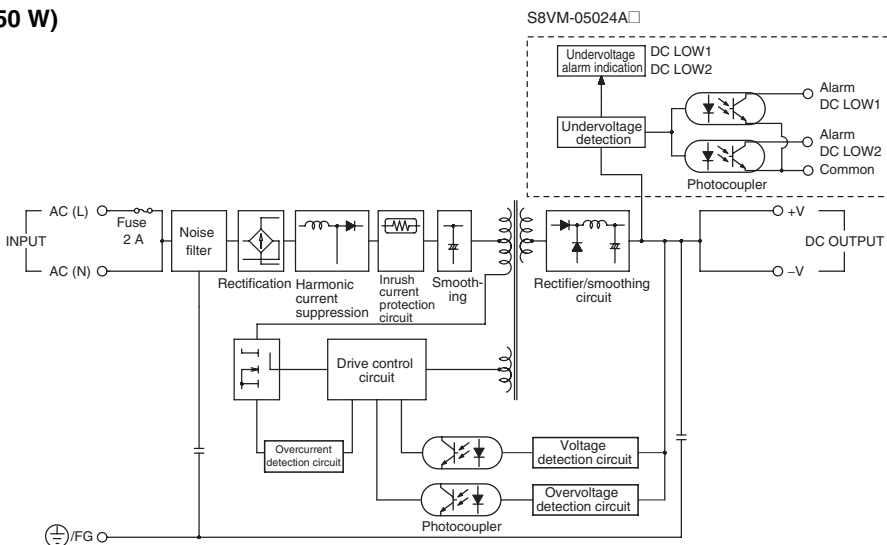 50 W)
S8VM-05024A□
Undervoltage
alarm indication
DC LOW1
DC LOW2
Undervoltage
detection
Alarm
DC LOW1
Alarm
DC LOW2
Common
Photocoupler
INPUT
AC (L)
Fuse
2 A
AC (N)
Noise
filter
Rectification
Harmonic
current
suppression
Inrush
current
protection
circuit
Smooth-
ing
Rectifier/smoothing
circuit
+V
DC OUTPUT
−V
Drive control
circuit
Overcurrent
detection circuit
Voltage
detection circuit
Overvoltage
detection circuit
Photocoupler
/FG